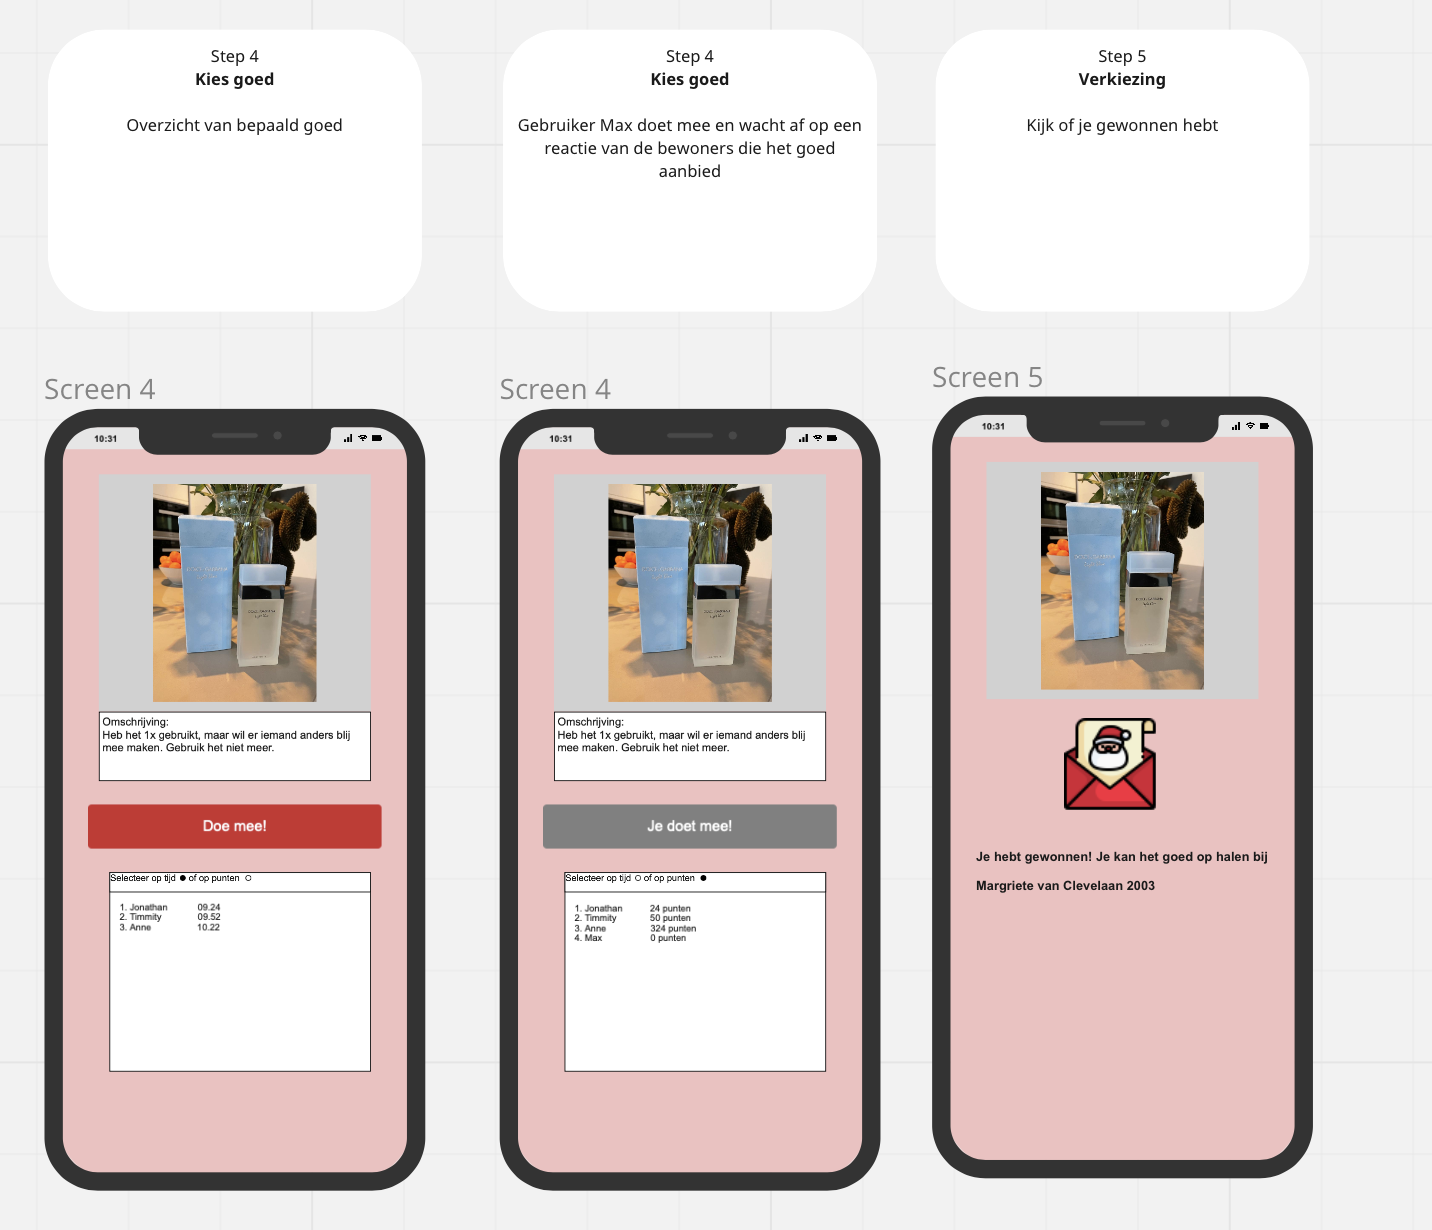 Step 4
Kies goed
Overzicht van bepaald goed
Step 4
Kies goed
Gebruiker Max doet mee en wacht af op een
reactie van de bewoners die het goed
aanbied
Step 5
Verkiezing
Kijk of je gewonnen hebt
Screen 4
10:31
Omschrijving:
Heb het 1x gebruikt, maar wil er iemand anders blij
mee maken. Gebruik het niet meer.
Doe mee!
Selecteer op tijd ● of op punten ○
1. Jonathan 09.24
2. Timmity 09.52
3. Anne 10.22
Screen 4
10:31
Omschrijving:
Heb het 1x gebruikt, maar wil er iemand anders blij
mee maken. Gebruik het niet meer.
Je doet mee!
Selecteer op tijd ○ of op punten ●
1. Jonathan 24 punten
2. Timmity 50 punten
3. Anne 324 punten
4. Max 0 punten
Screen 5
10:31
Je hebt gewonnen! Je kan het goed op halen bij
Margriete van Clevelaan 2003